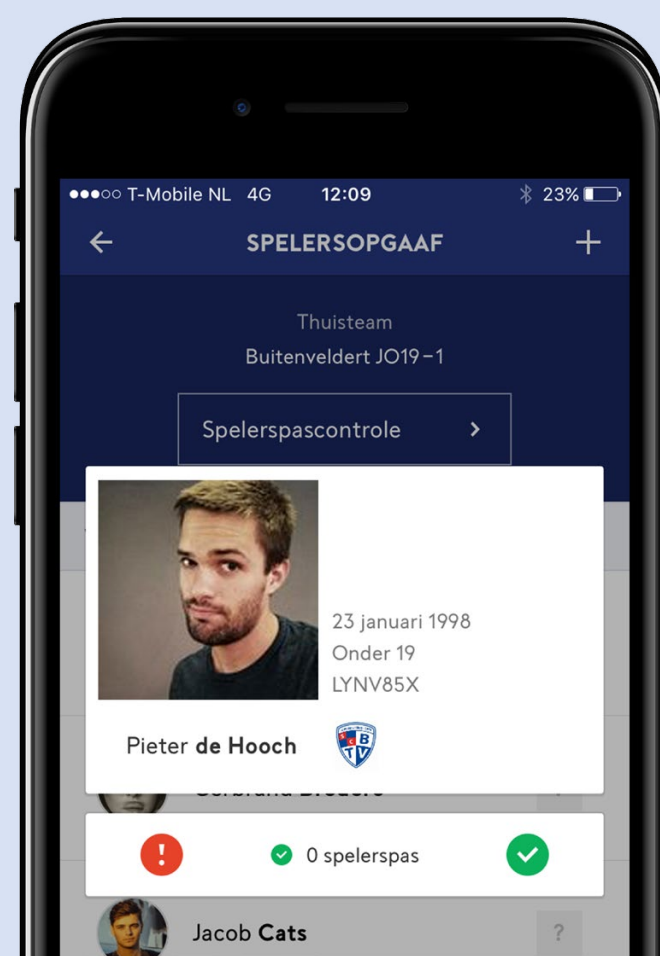 T-Mobile NL 4G 12:09 23%
SPELERSOPGAAF
Thuisteam
Buitenveldert JO19-1
Spelerspascontrole
23 januari 1998
Onder 19
LYNV85X
Pieter de Hooch
S C
B
T V
0 spelerspas
Jacob Cats ?